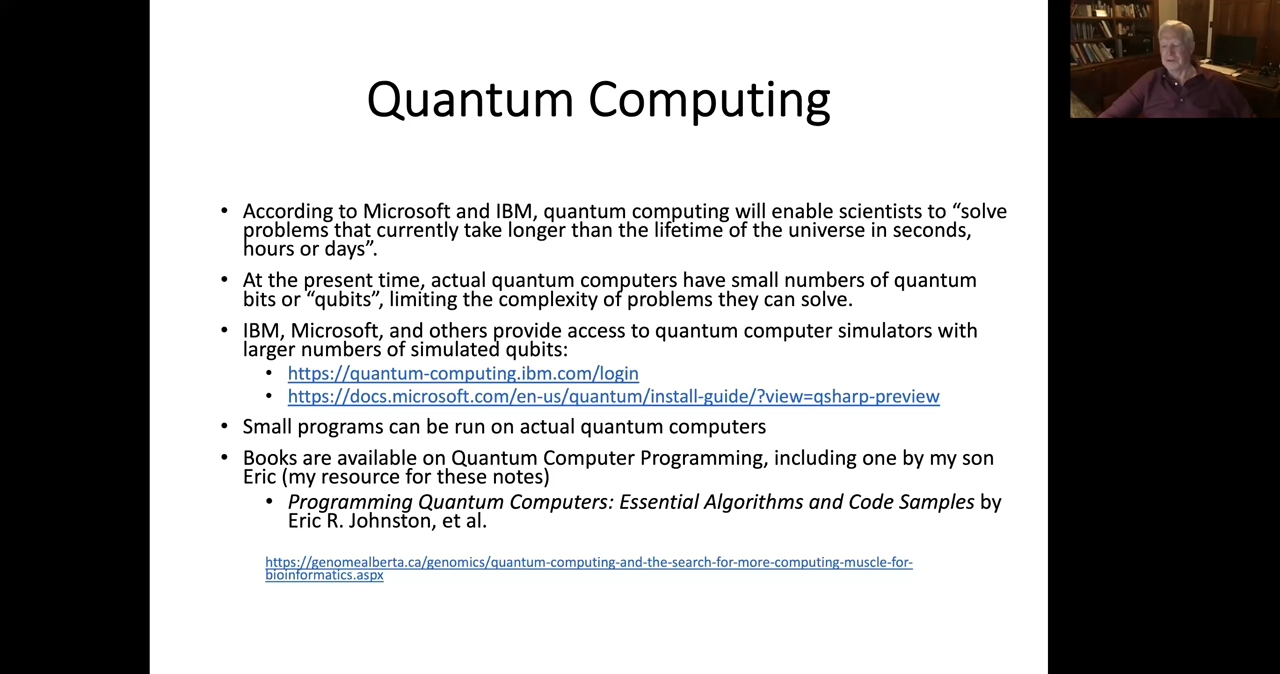 Quantum Computing
• According to Microsoft and IBM, quantum computing will enable scientists to “solve
problems that currently take longer than the lifetime of the universe in seconds,
hours or days”.
• At the present time, actual quantum computers have small numbers of quantum
bits or “qubits”, limiting the complexity of problems they can solve.
• IBM, Microsoft, and others provide access to quantum computer simulators with
larger numbers of simulated qubits:
• https://quantum-computing.ibm.com/login
• https://docs.microsoft.com/en-us/quantum/install-guide/?view=qsharp-preview
• Small programs can be run on actual quantum computers
• Books are available on Quantum Computer Programming, including one by my son
Eric (my resource for these notes)
• Programming Quantum Computers: Essential Algorithms and Code Samples by
Eric R. Johnston, et al.
https://genomealberta.ca/genomics/quantum-computing-and-the-search-for-more-computing-muscle-for-
bioinformatics.aspx